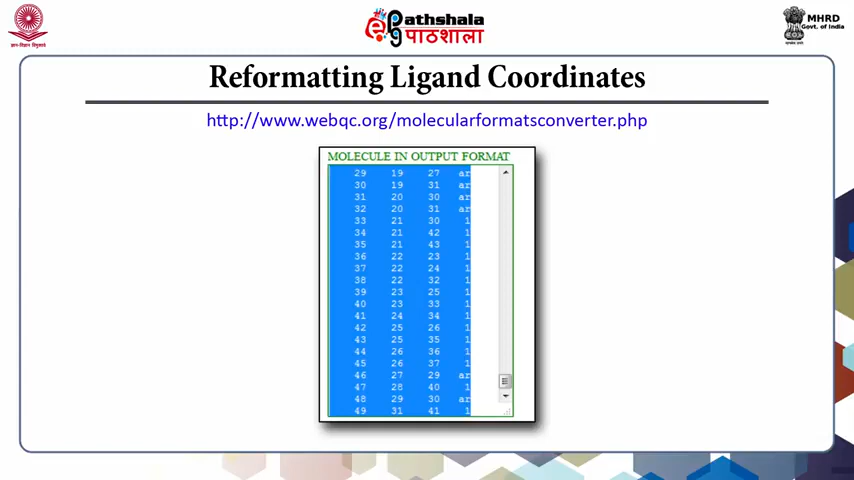 Pathshala
पाठशाला
MHRD
Govt. of India
Reformatting Ligand Coordinates
http://www.webqc.org/molecularformatsconverter.php
MOLECULE IN OUTPUT FORMAT
29 19 27 ar
30 19 31 ar
31 20 30 ar
32 20 31 ar
33 21 30 1
34 21 42 1
35 21 43 1
36 22 23 1
37 22 24 1
38 22 32 1
39 23 25 1
40 23 33 1
41 24 34 1
42 25 26 1
43 25 35 1
44 26 36 1
45 26 37 1
46 27 29 ar
47 28 40 1
48 29 30 ar
49 31 41 1